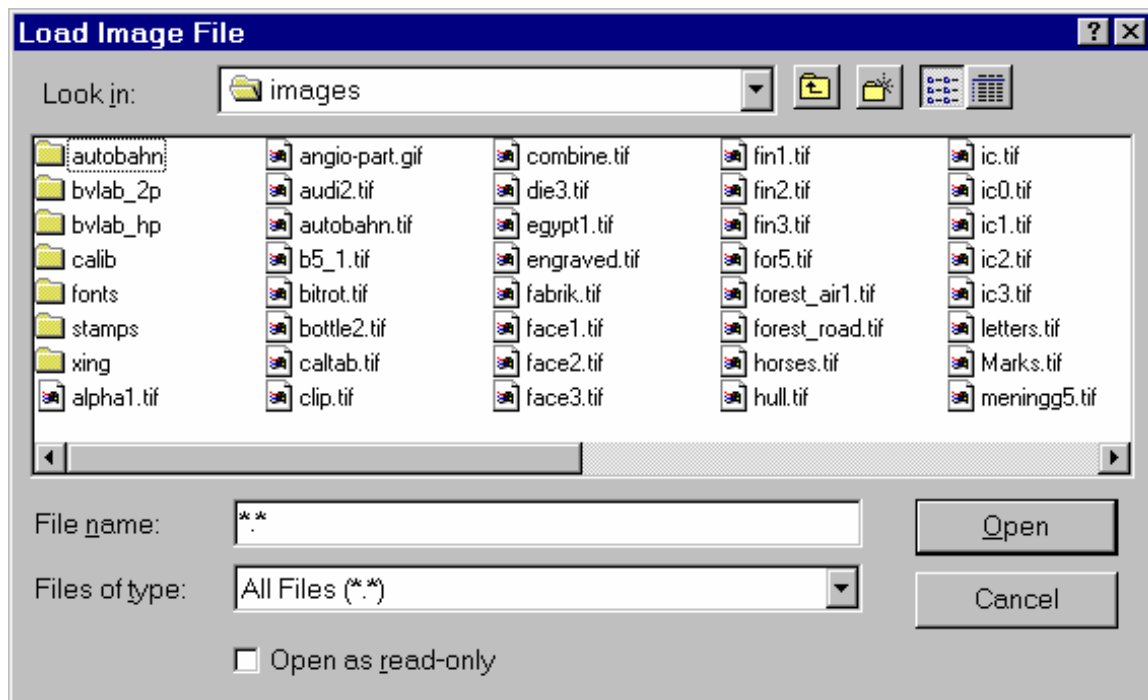 Load Image File
Look in: images
autobahn angio-part.gif combine.tif fin1.tif ic.tif
bvlab_2p audi2.tif die3.tif fin2.tif ic0.tif
bvlab_hp autobahn.tif egypt1.tif fin3.tif ic1.tif
calib b5_1.tif engraved.tif for5.tif ic2.tif
fonts bitrot.tif fabrik.tif forest_air1.tif ic3.tif
stamps bottle2.tif face1.tif forest_road.tif letters.tif
xing caltab.tif face2.tif horses.tif Marks.tif
alpha1.tif clip.tif face3.tif hull.tif meningg5.tif
File name: *.* Open
Files of type: All Files (*.*) Cancel
Open as read-only